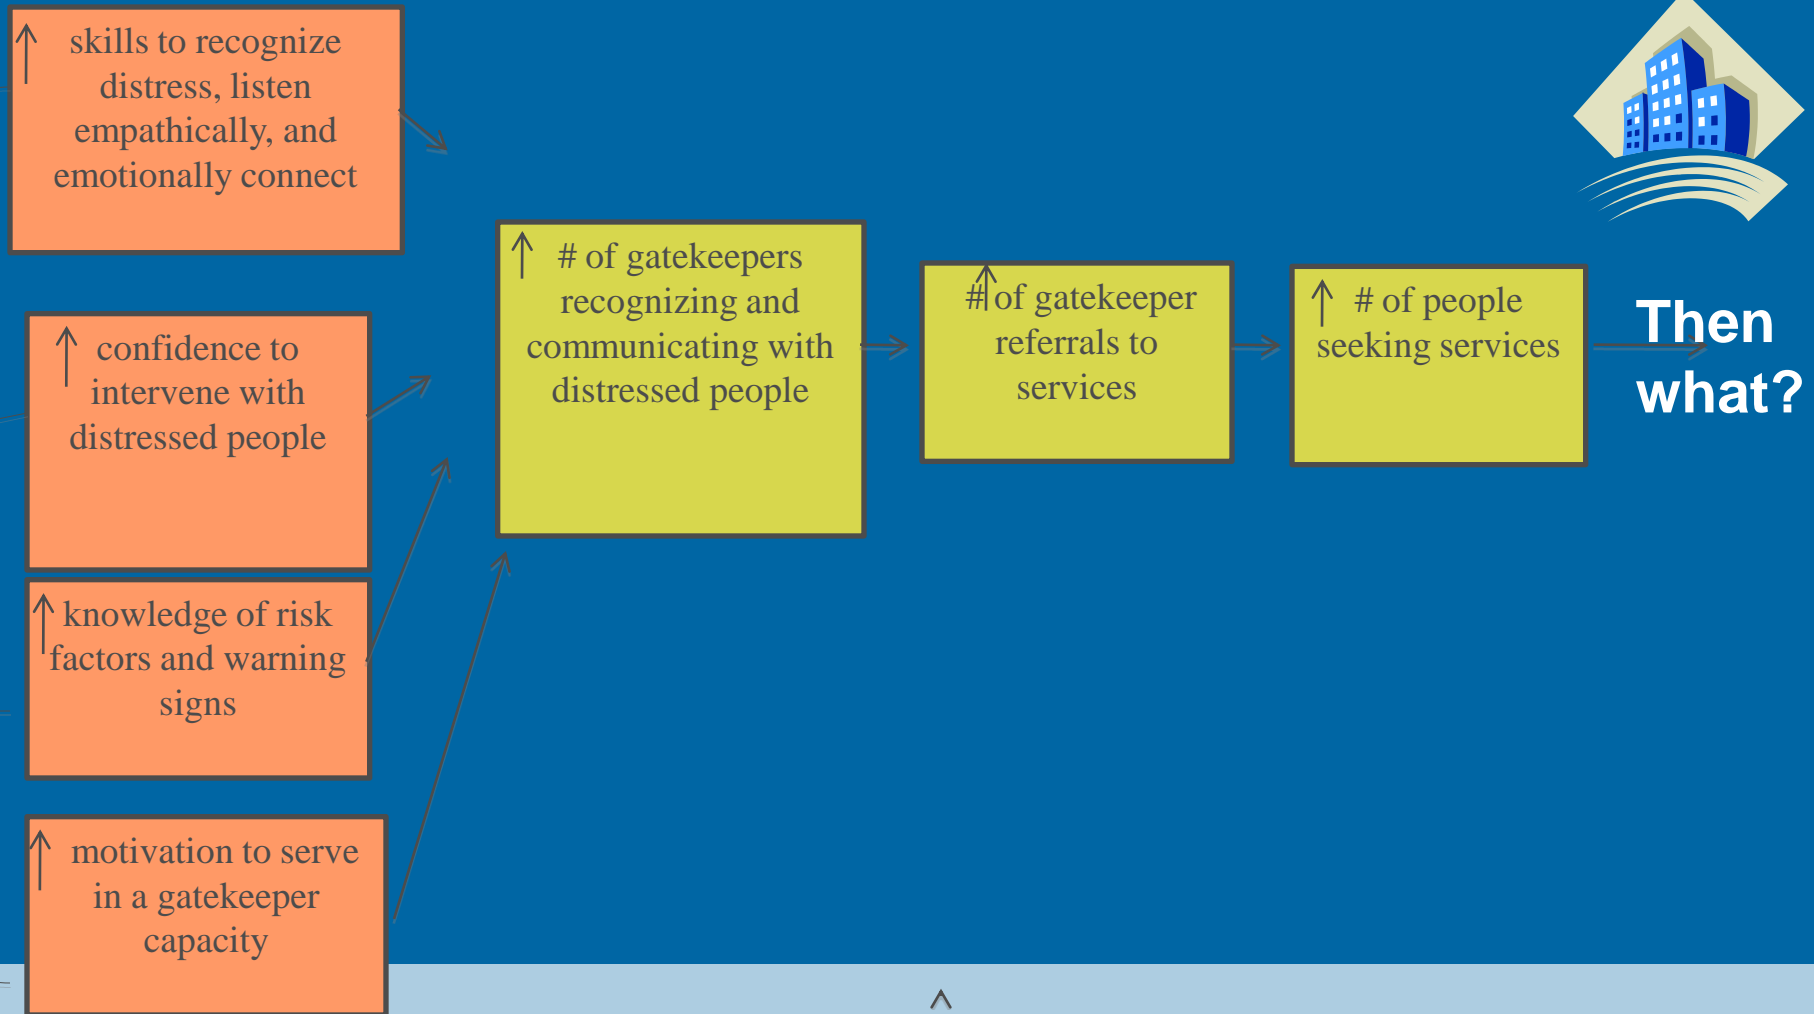 skills to recognize
distress, listen
empathically, and
emotionally connect
confidence to
intervene with
distressed people
knowledge of risk
factors and warning
signs
motivation to serve
in a gatekeeper
capacity
# of gatekeepers
recognizing and
communicating with
distressed people
# of gatekeeper
referrals to
services
# of people
seeking services
Then
what?